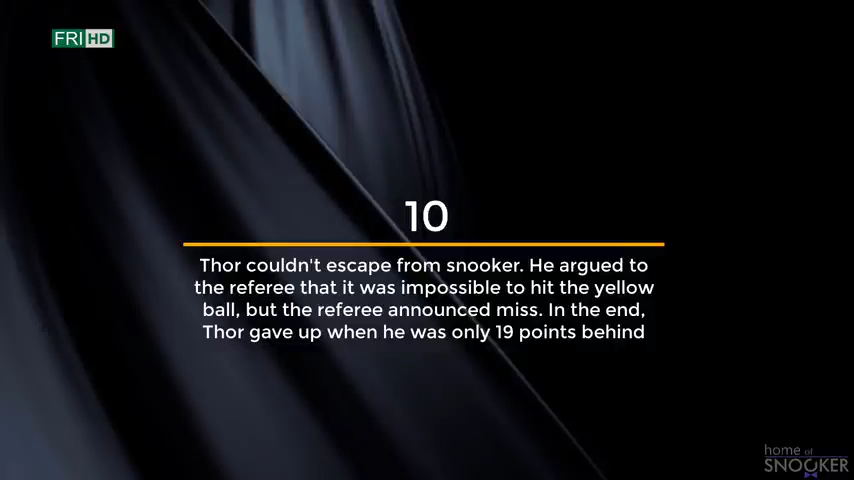 FRI HD
10
Thor couldn't escape from snooker. He argued to
the referee that it was impossible to hit the yellow
ball, but the referee announced miss. In the end,
Thor gave up when he was only 19 points behind
home of
SNOOKER